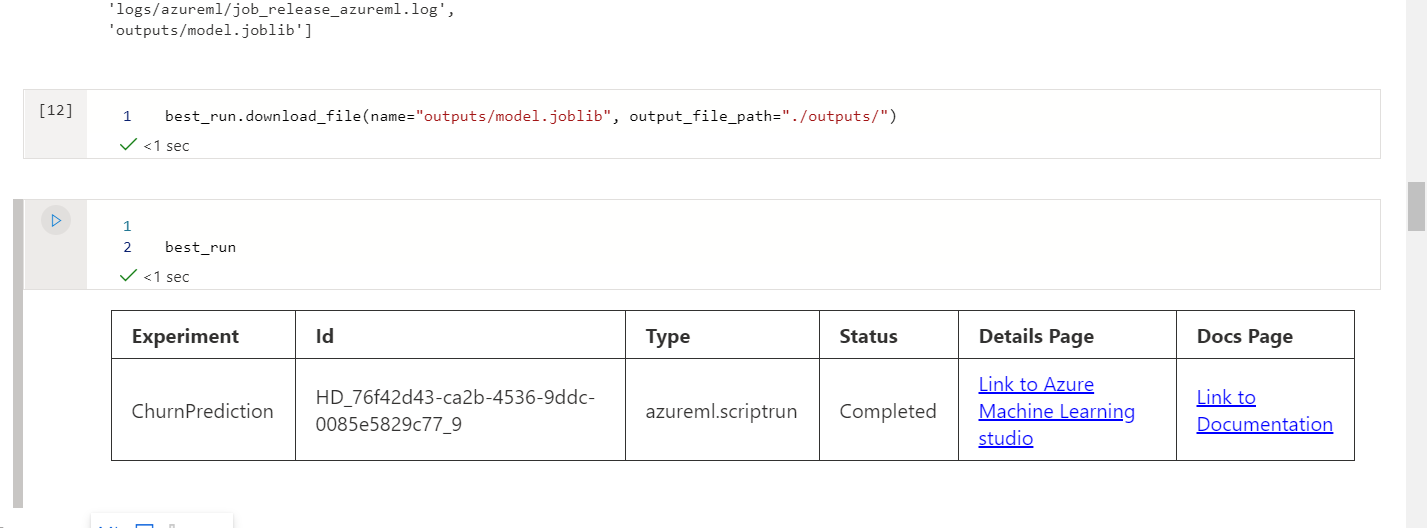 'logs/azureml/job_release_azureml.log',
'outputs/model.joblib']
[12]
1 best_run.download_file(name="outputs/model.joblib", output_file_path="./outputs/")
<1 sec
1
2 best_run
<1 sec
Experiment Id Type Status Details Page Docs Page
ChurnPrediction
HD_76f42d43-ca2b-4536-9ddc-
0085e5829c77_9
azureml.scriptrun
Completed
Link to Azure
Machine Learning
studio
Link to
Documentation